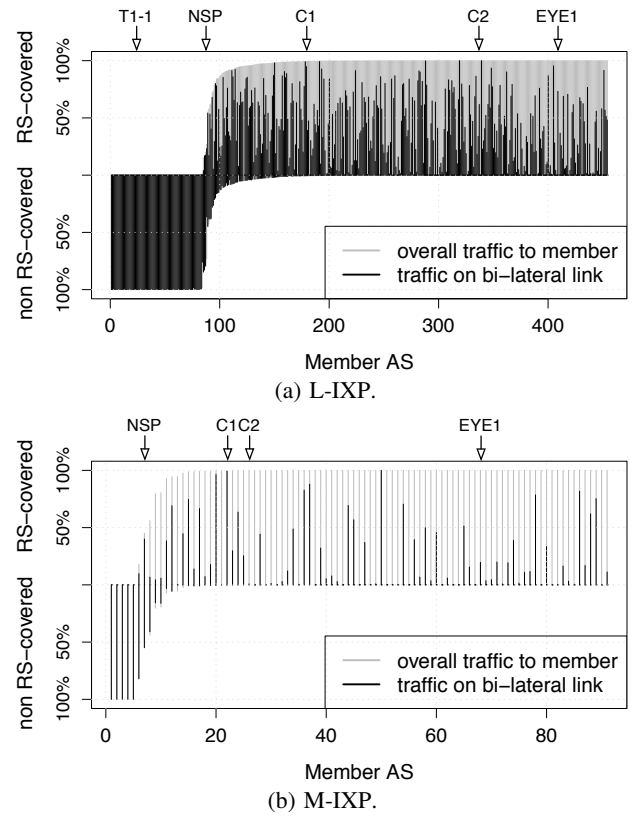 T1-1 NSP C1 C2 EYE1
RS−covered
100%
50%
non RS−covered
50%
100%
overall traffic to member
traffic on bi−lateral link
0 100 200 300 400
Member AS
(a) L-IXP.
NSP C1 C2 EYE1
RS−covered
100%
50%
non RS−covered
50%
100%
overall traffic to member
traffic on bi−lateral link
0 20 40 60 80
Member AS
(b) M-IXP.